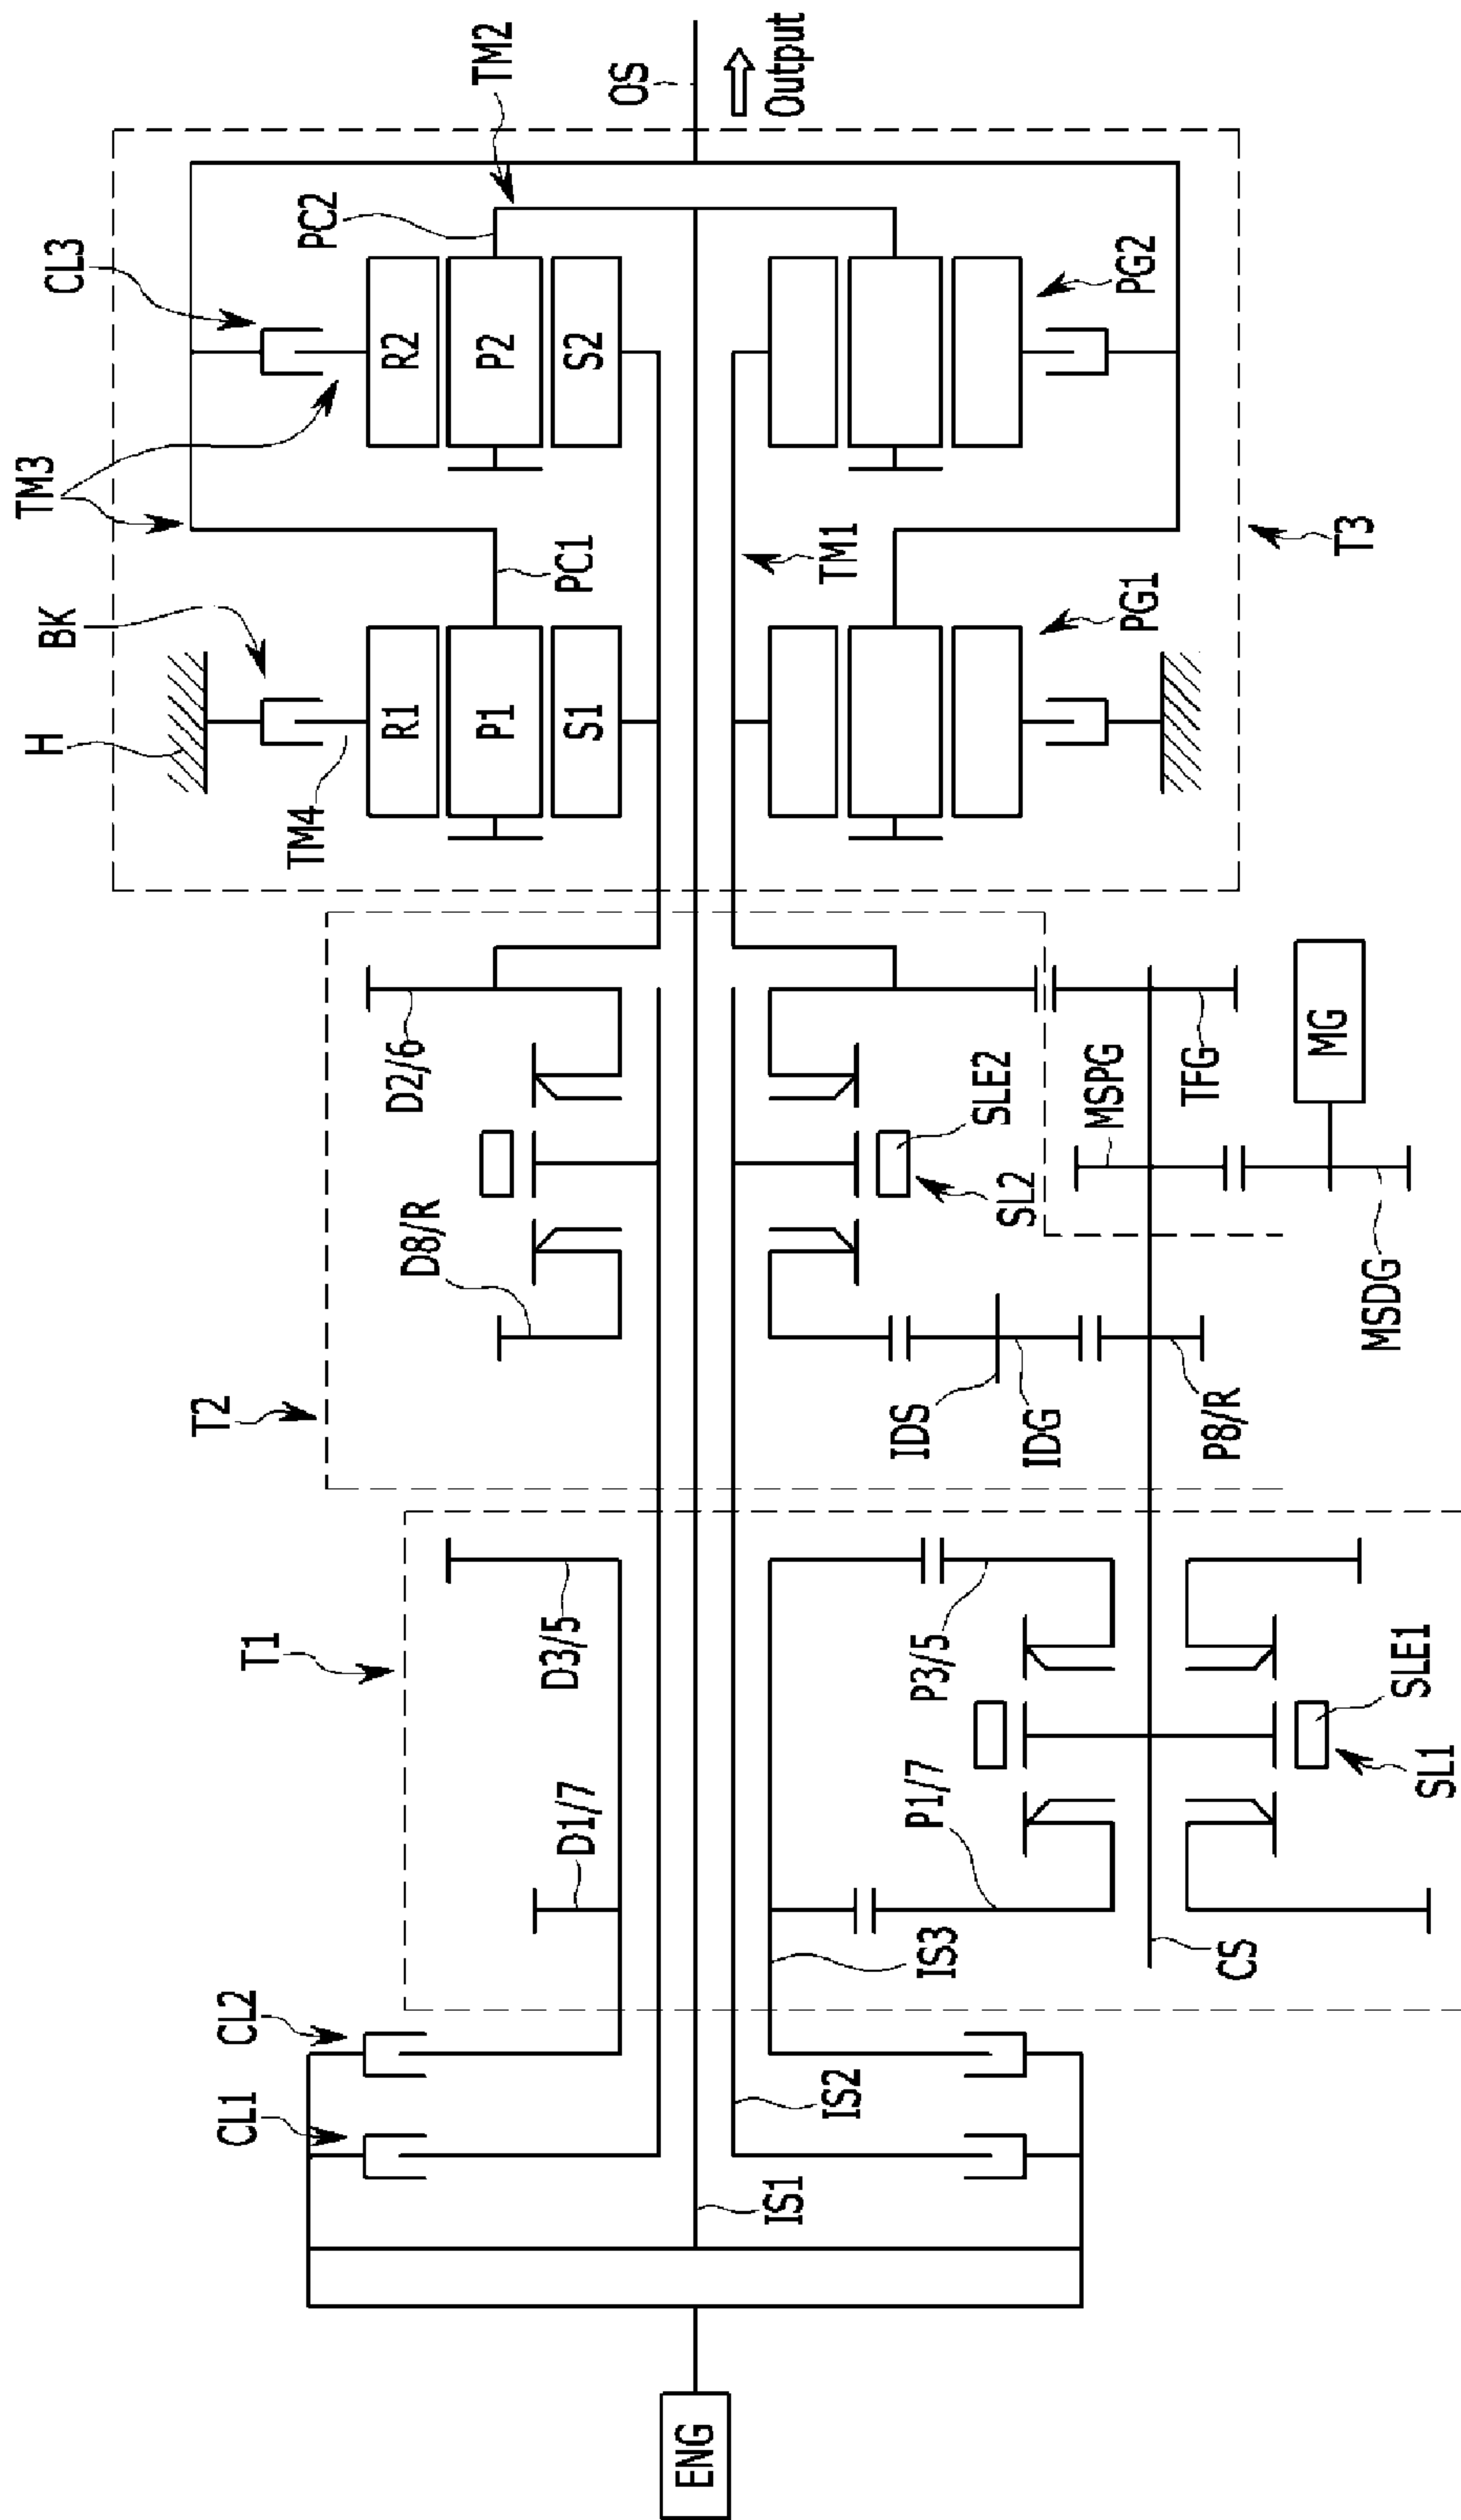 ENG
CL1
CL2
IS1
IS2
IS3
T1
D1/7
D3/5
P1/7
P3/5
CS
SL1
SLE1
T2
D8/R
D2//6
IDS
IDG
P8/R
SL2
SLE2
MSPG
TFG
MSDG
MG
H
BK
TM4
R1
P1
S1
PC1
PG1
TM1
T3
TM3
CL3
R2
P2
S2
PC2
PG2
TM2
OS
Output